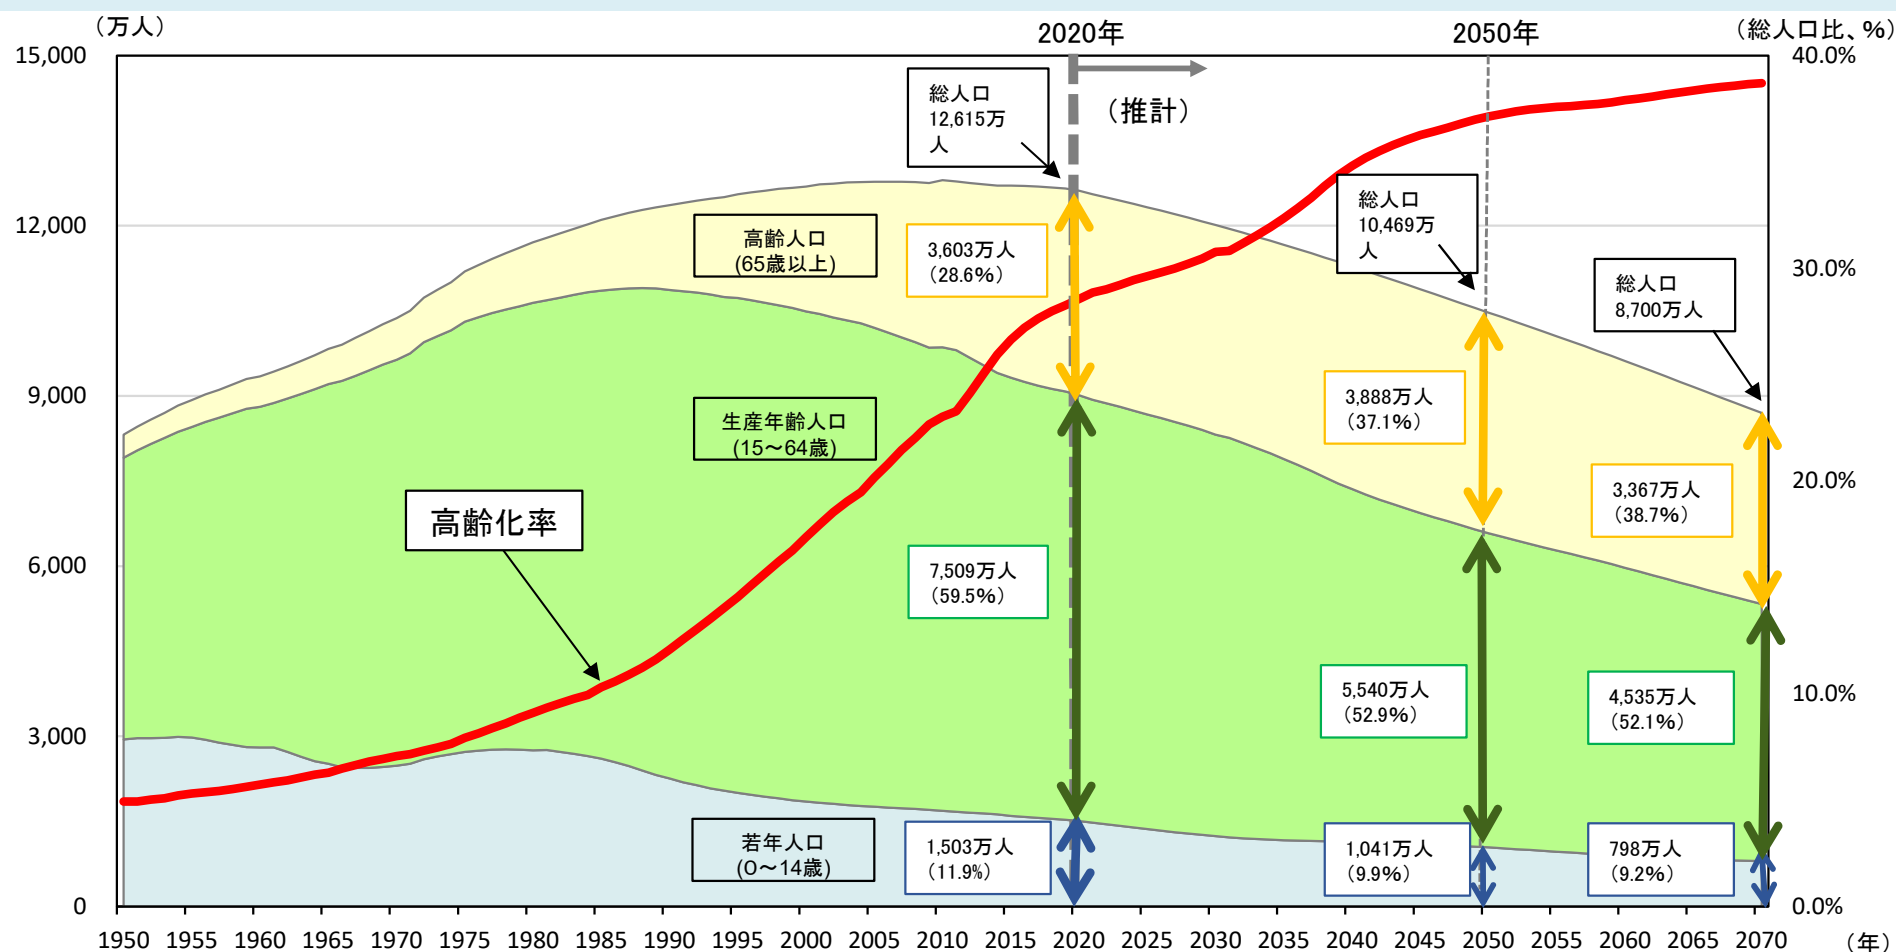 （万人）
2020年
2050年
（総人口比、%）
15,000
12,000
9,000
6,000
3,000
0
40.0%
30.0%
20.0%
10.0%
0.0%
総人口
12,615万
人
（推計）
総人口
10,469万
人
総人口
8,700万人
高齢人口
(65歳以上)
3,603万人
（28.6%）
3,888万人
（37.1%）
3,367万人
（38.7%）
生産年齢人口
(15～64歳)
高齢化率
7,509万人
（59.5%）
5,540万人
（52.9%）
4,535万人
（52.1%）
若年人口
(0～14歳)
1,503万人
（11.9%）
1,041万人
（9.9%）
798万人
（9.2%）
1950 1955 1960 1965 1970 1975 1980 1985 1990 1995 2000 2005 2010 2015 2020 2025 2030 2035 2040 2045 2050 2055 2060 2065 2070 （年）